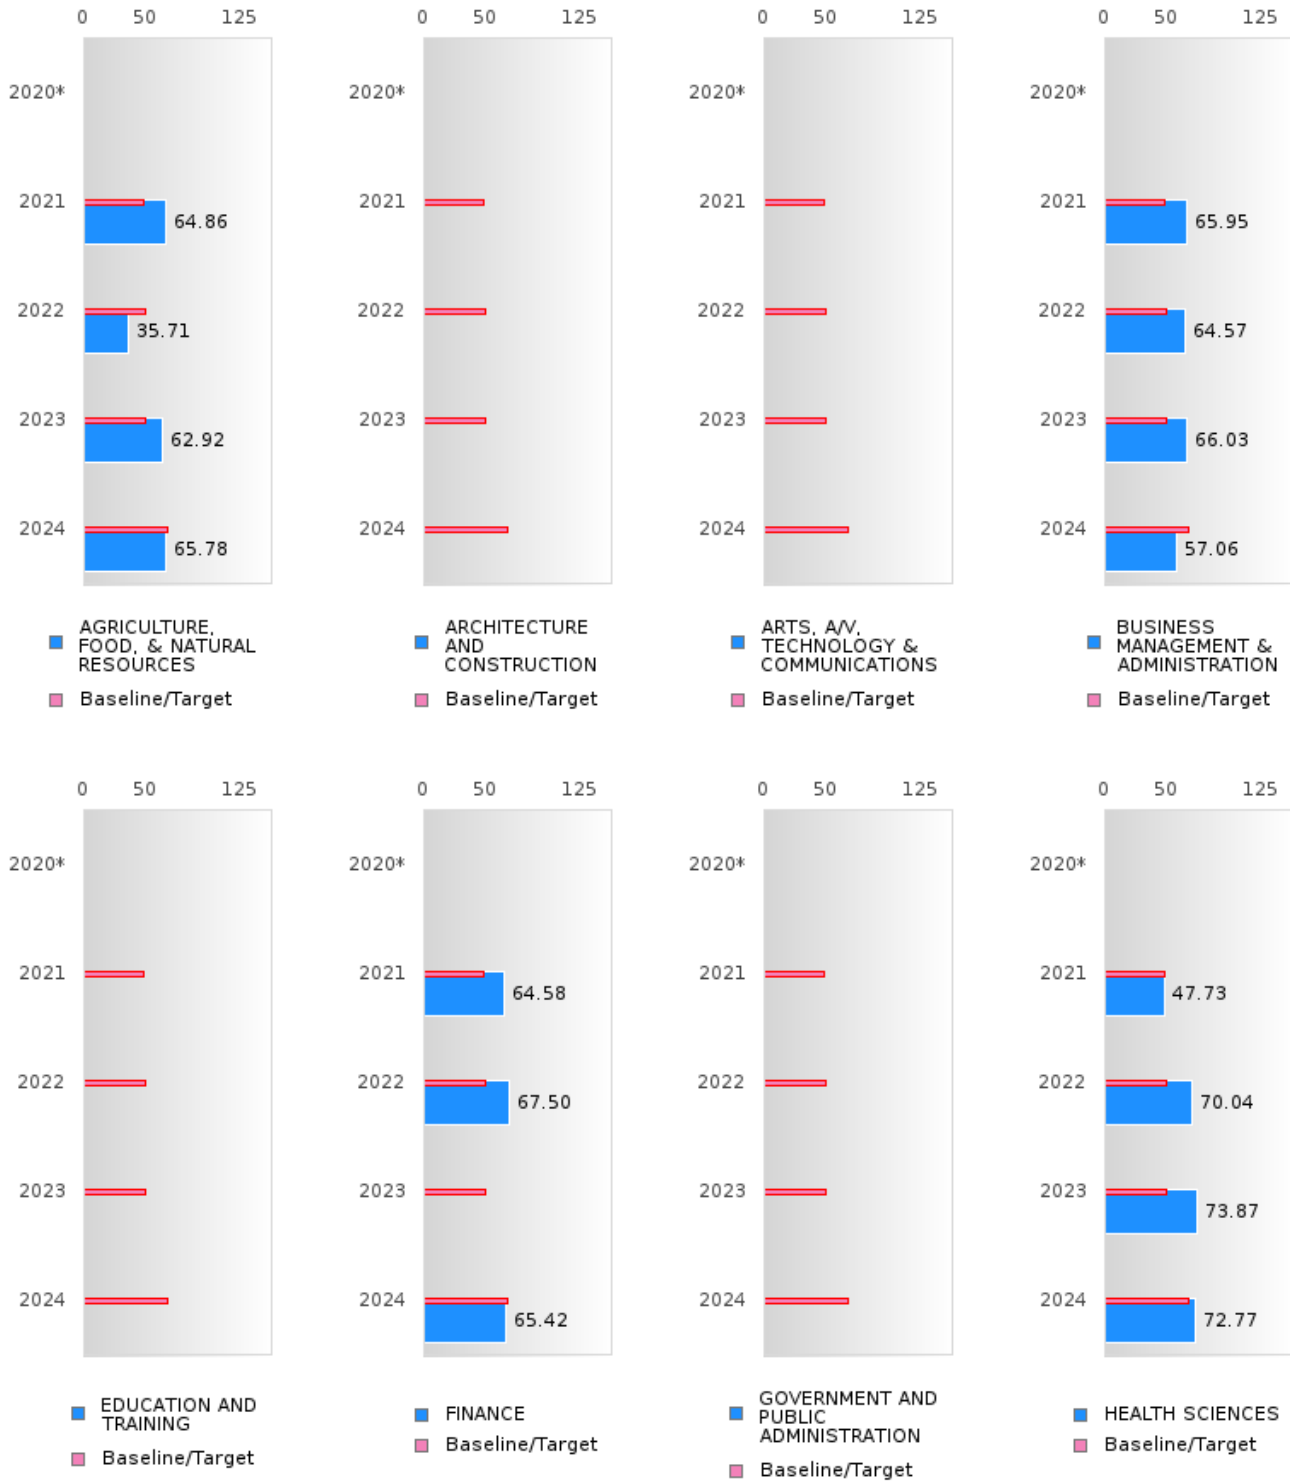 0 50 125 0 50 125 0 50 125 0 50 125
2020* 2020* 2020* 2020*
2021 64.86 2021 2021 2021 65.95
2022 35.71 2022 2022 2022 64.57
2023 62.92 2023 2023 2023 66.03
2024 65.78 2024 2024 2024 57.06
AGRICULTURE,
FOOD, & NATURAL
RESOURCES
Baseline/Target
ARCHITECTURE
AND
CONSTRUCTION
Baseline/Target
ARTS, A/V,
TECHNOLOGY &
COMMUNICATIONS
Baseline/Target
BUSINESS
MANAGEMENT &
ADMINISTRATION
Baseline/Target
0 50 125 0 50 125 0 50 125 0 50 125
2020* 2020* 2020* 2020*
2021 2021 64.58 2021 2021 47.73
2022 2022 67.50 2022 2022 70.04
2023 2023 2023 2023 73.87
2024 2024 65.42 2024 2024 72.77
EDUCATION AND
TRAINING
Baseline/Target
FINANCE
Baseline/Target
GOVERNMENT AND
PUBLIC
ADMINISTRATION
Baseline/Target
HEALTH SCIENCES
Baseline/Target